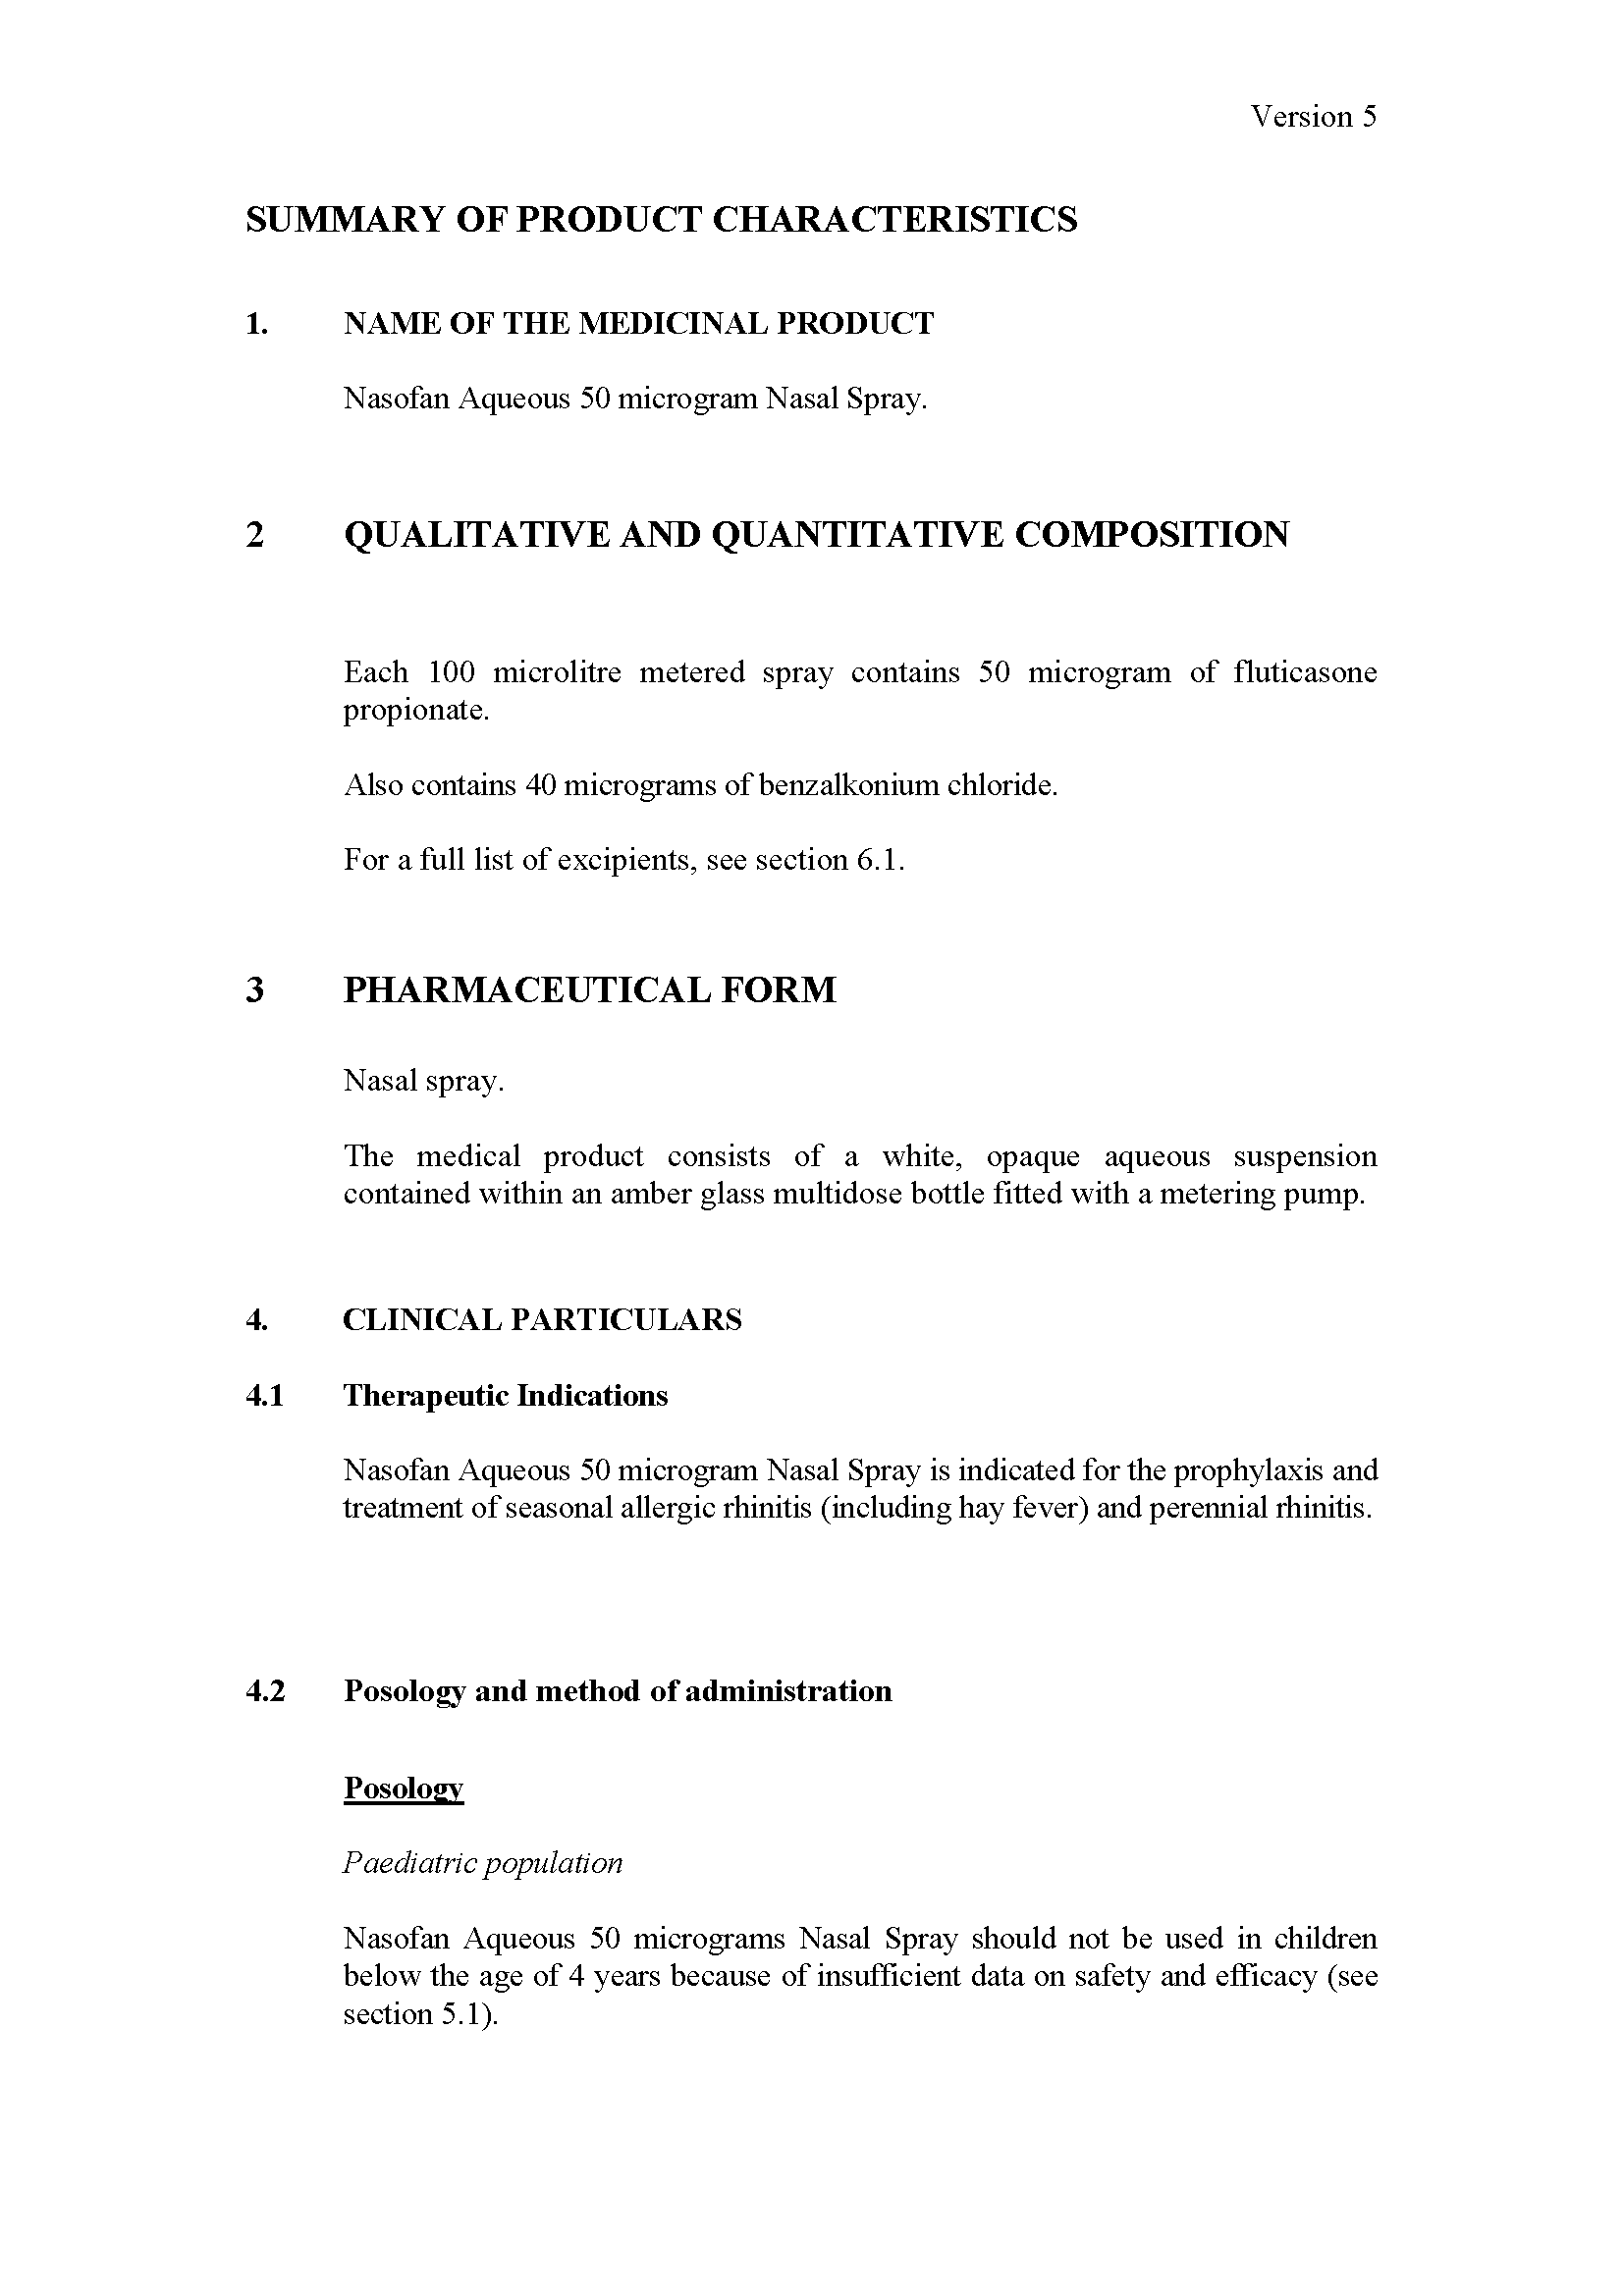 Version 5
SUMMARY OF PRODUCT CHARACTERISTICS
1. NAME OF THE MEDICINAL PRODUCT
Nasofan Aqueous 50 microgram Nasal Spray.
2 QUALITATIVE AND QUANTITATIVE COMPOSITION
Each 100 microlitre metered spray contains 50 microgram of fluticasone
propionate.
Also contains 40 micrograms of benzalkonium chloride.
For a full list of excipients, see section 6.1.
3 PHARMACEUTICAL FORM
Nasal spray.
The medical product consists of a white, opaque aqueous suspension
contained within an amber glass multidose bottle fitted with a metering pump.
4. CLINICAL PARTICULARS
4.1 Therapeutic Indications
Nasofan Aqueous 50 microgram Nasal Spray is indicated for the prophylaxis and
treatment of seasonal allergic rhinitis (including hay fever) and perennial rhinitis.
4.2 Posology and method of administration
Posology
Paediatric population
Nasofan Aqueous 50 micrograms Nasal Spray should not be used in children
below the age of 4 years because of insufficient data on safety and efficacy (see
section 5.1).